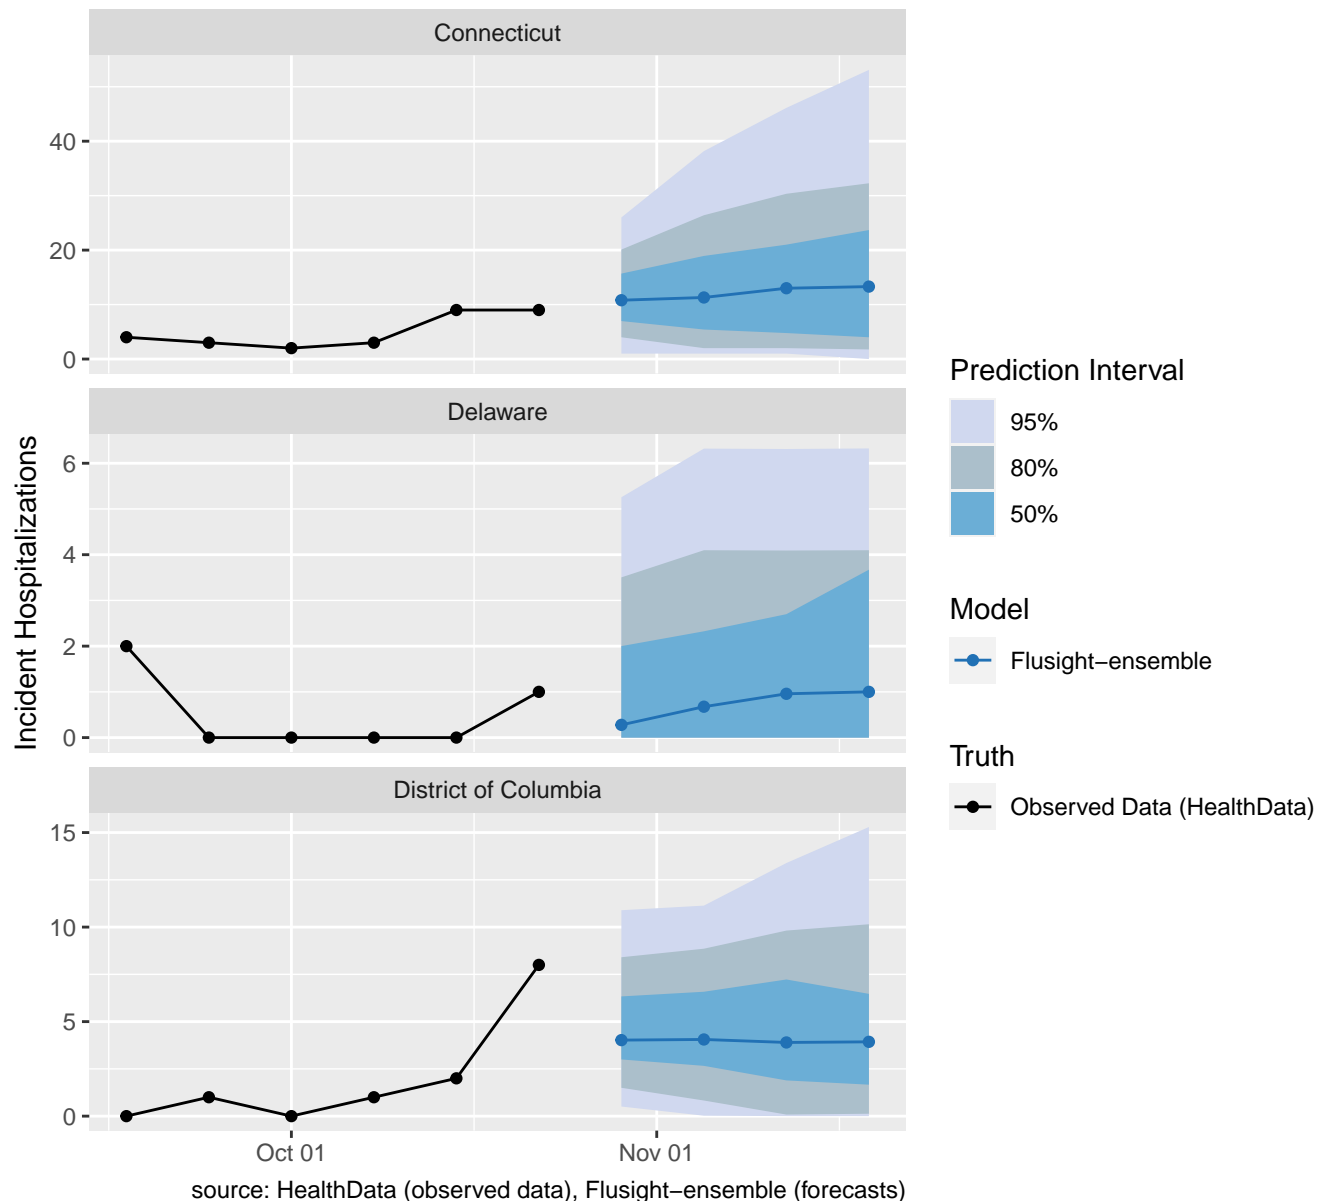 Connecticut
40
20
0
Delaware
6
4
2
0
District of Columbia
15
10
5
0
Incident Hospitalizations
Oct 01
Nov 01
source: HealthData (observed data), Flusight−ensemble (forecasts)
Prediction Interval
95%
80%
50%
Model
Flusight−ensemble
Truth
Observed Data (HealthData)